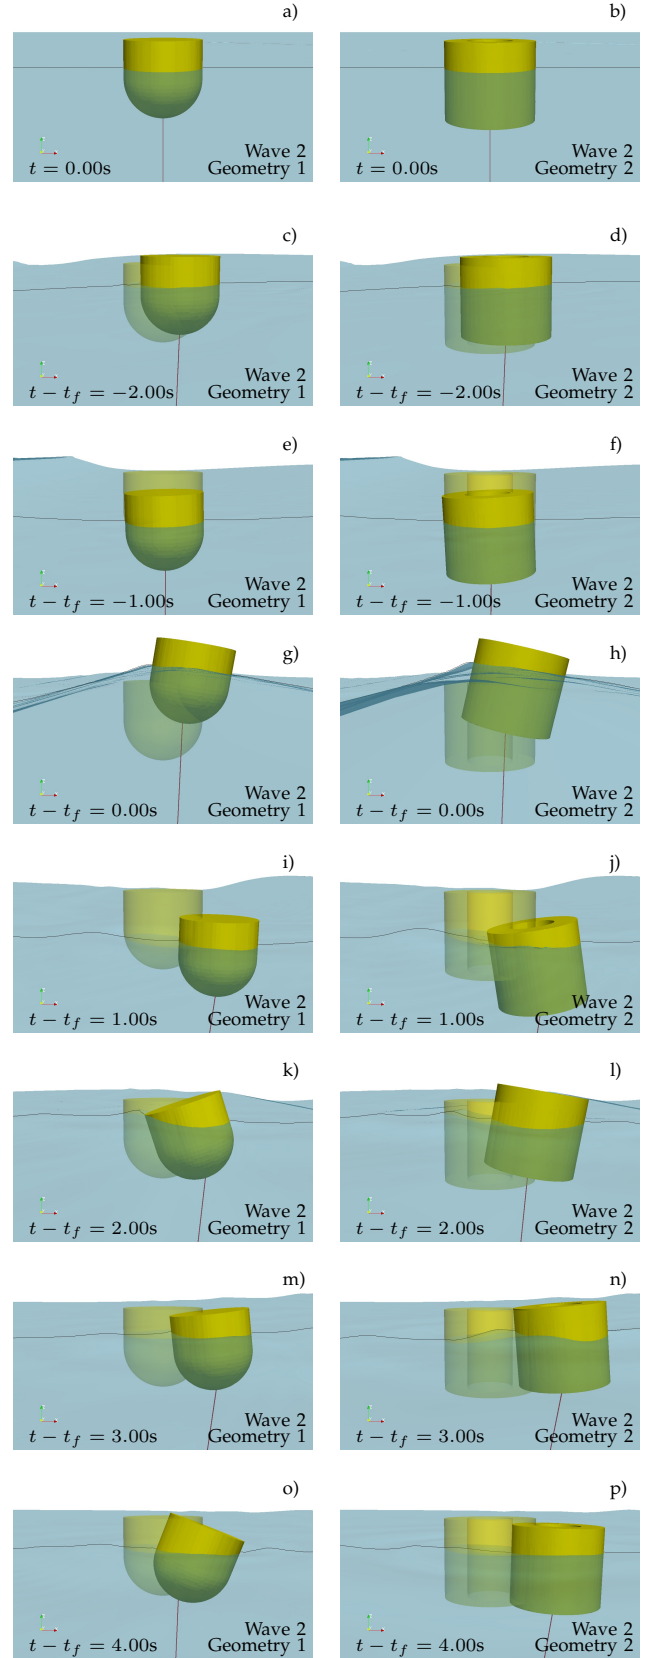 a)
Wave 2
t = 0.00s Geometry 1
b)
Wave 2
t = 0.00s Geometry 2
c)
Wave 2
t − t_f = −2.00s Geometry 1
d)
Wave 2
t − t_f = −2.00s Geometry 2
e)
Wave 2
t − t_f = −1.00s Geometry 1
f)
Wave 2
t − t_f = −1.00s Geometry 2
g)
Wave 2
t − t_f = 0.00s Geometry 1
h)
Wave 2
t − t_f = 0.00s Geometry 2
i)
Wave 2
t − t_f = 1.00s Geometry 1
j)
Wave 2
t − t_f = 1.00s Geometry 2
k)
Wave 2
t − t_f = 2.00s Geometry 1
l)
Wave 2
t − t_f = 2.00s Geometry 2
m)
Wave 2
t − t_f = 3.00s Geometry 1
n)
Wave 2
t − t_f = 3.00s Geometry 2
o)
Wave 2
t − t_f = 4.00s Geometry 1
p)
Wave 2
t − t_f = 4.00s Geometry 2